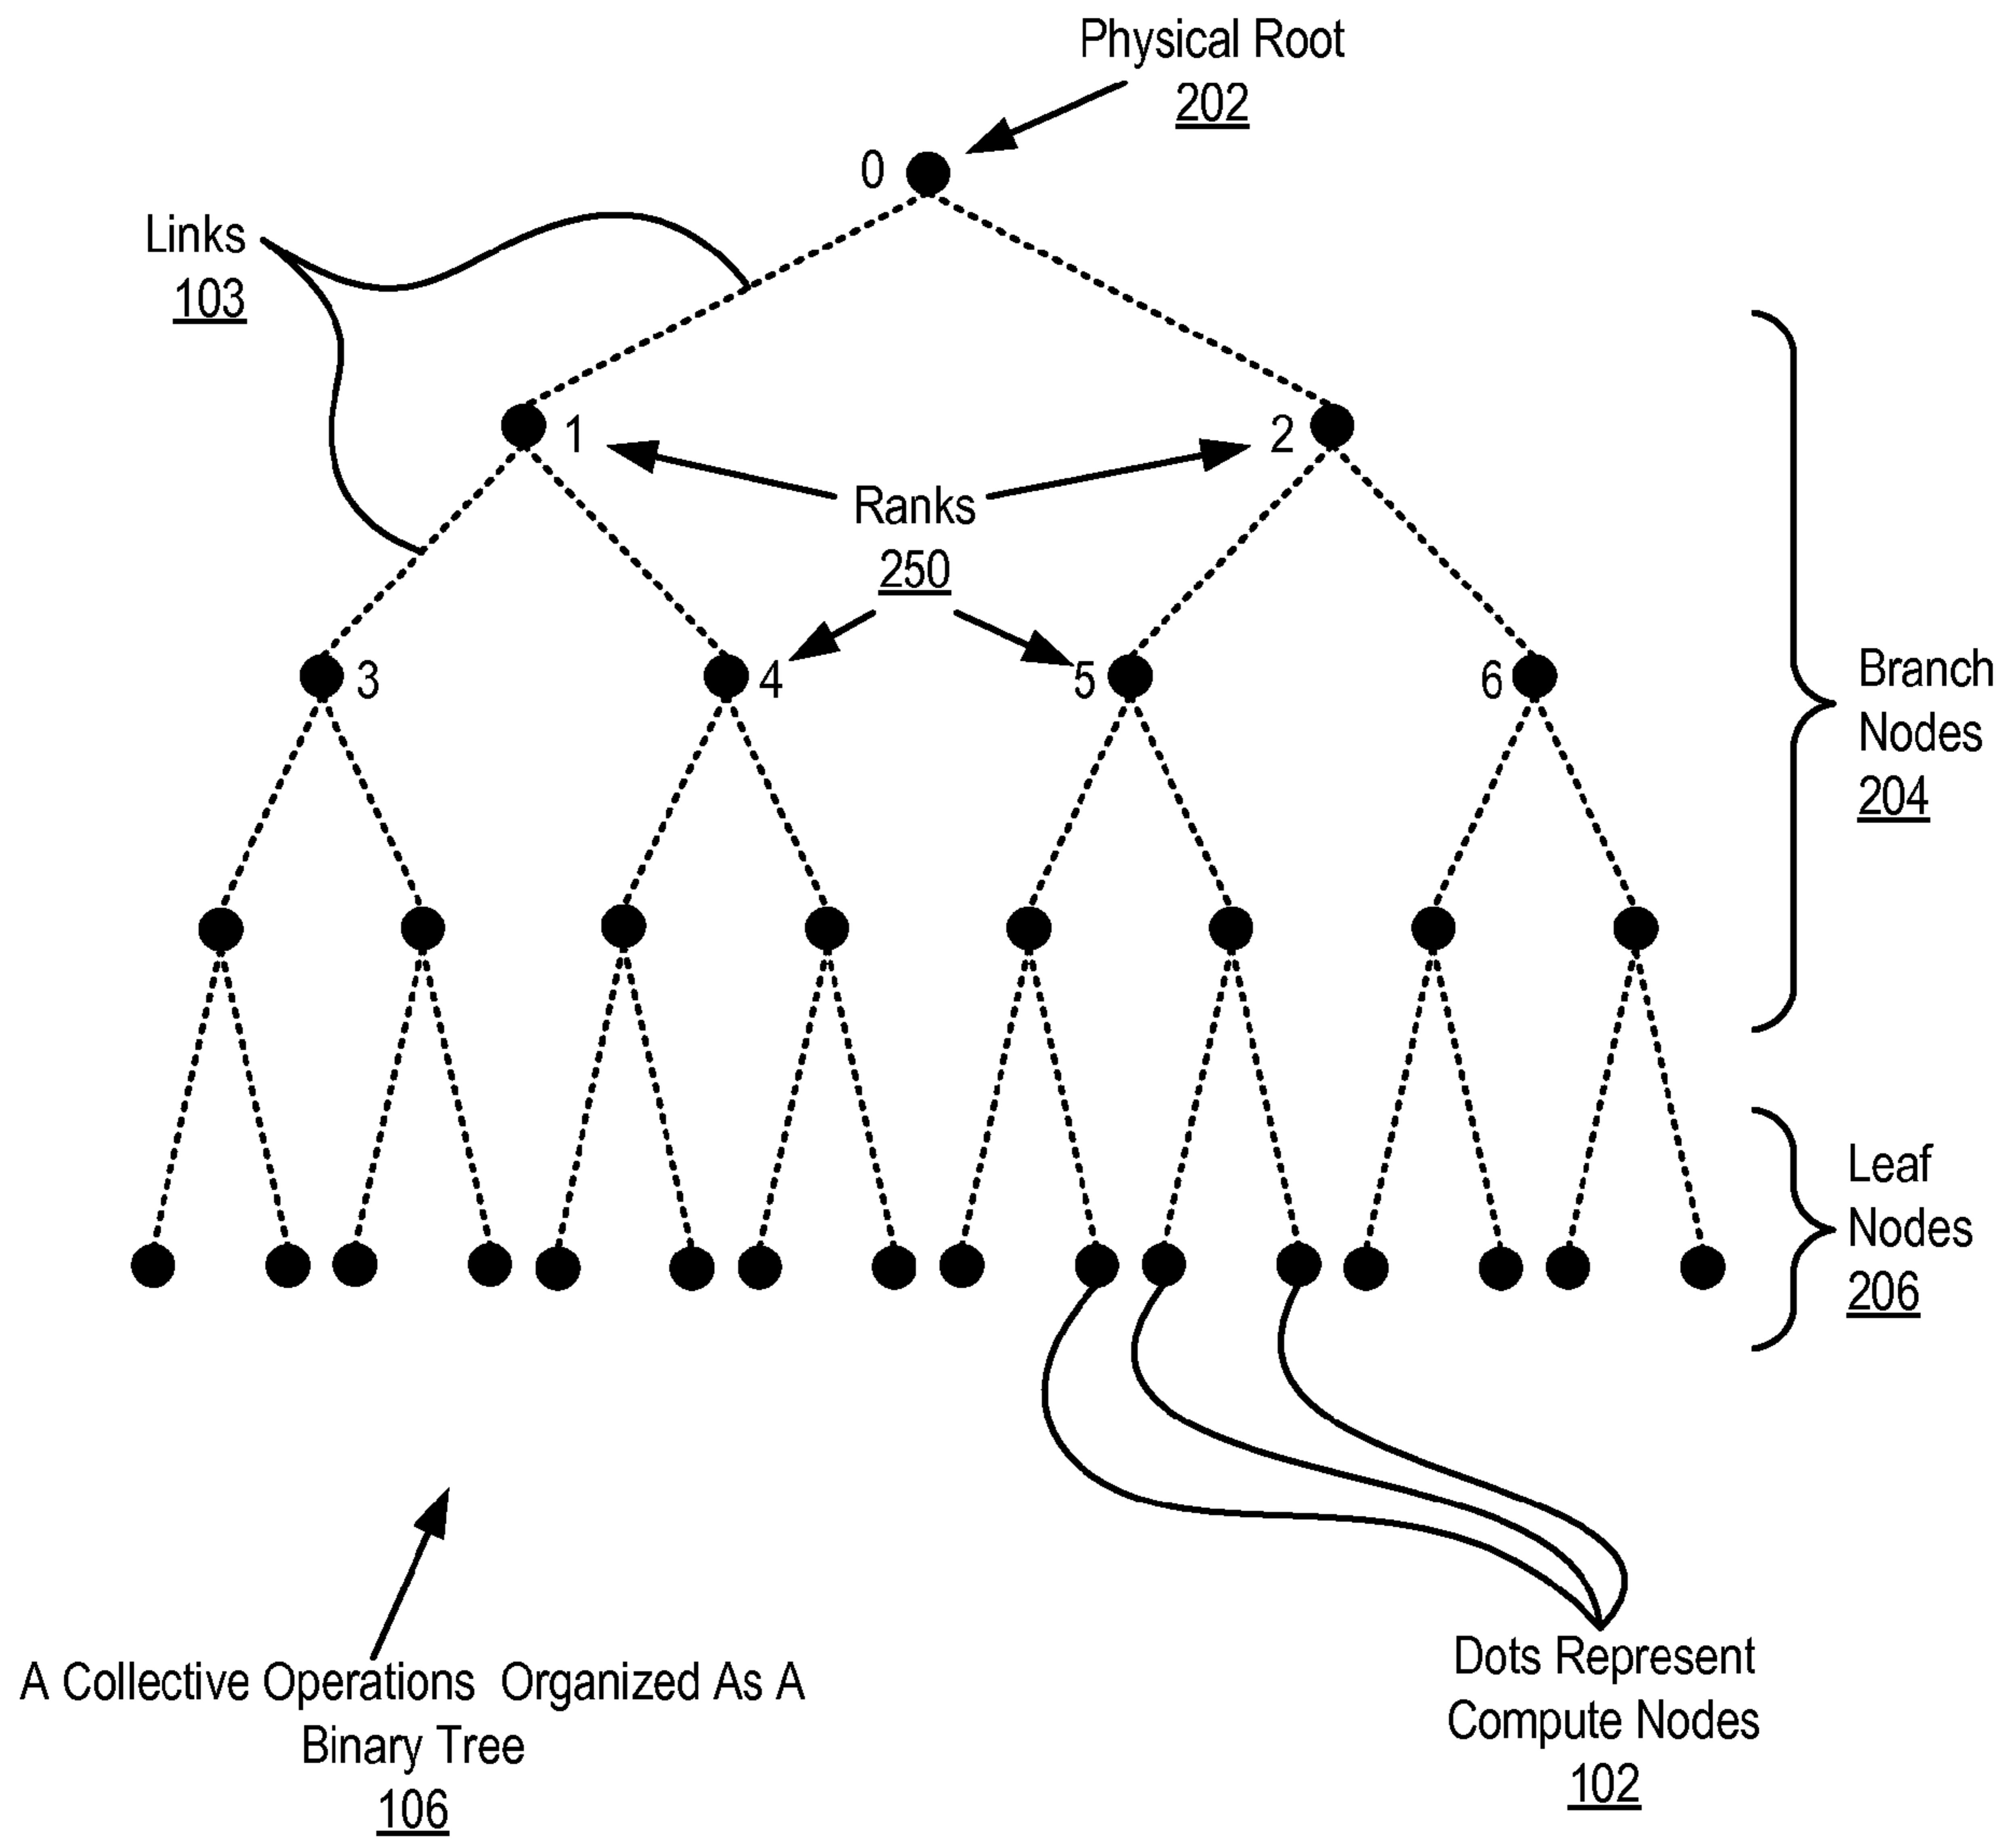 Physical Root
202
0
Links
103
1
2
Ranks
250
3
4
5
6
Branch
Nodes
204
Leaf
Nodes
206
A Collective Operations Organized As A
Binary Tree
106
Dots Represent
Compute Nodes
102